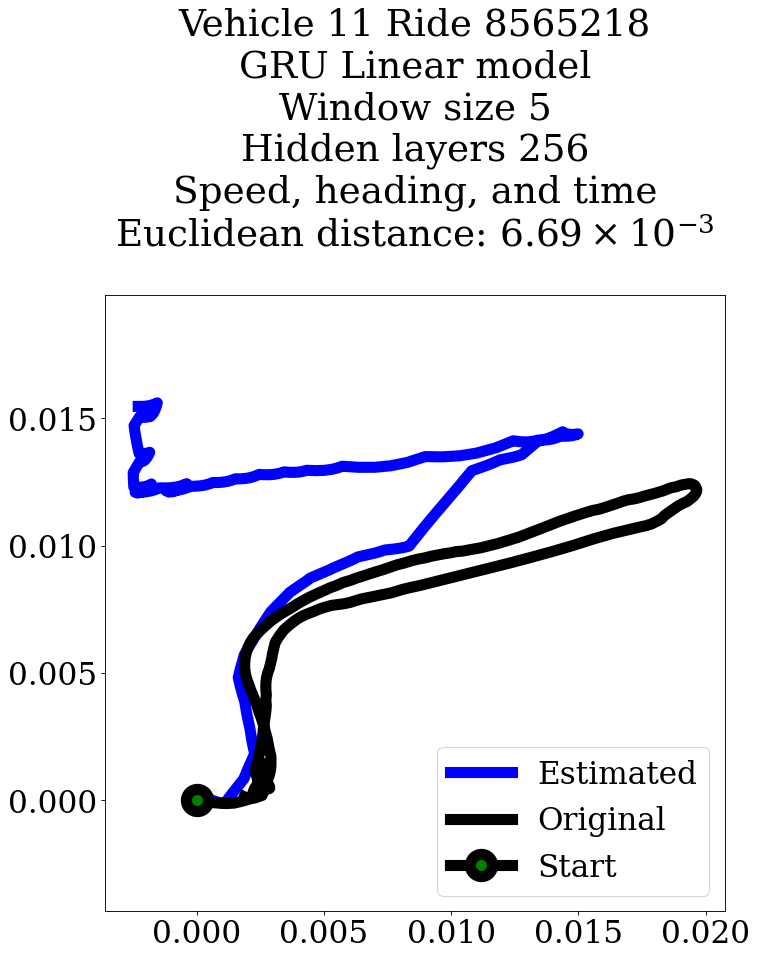 Vehicle 11 Ride 8565218
GRU Linear model
Window size 5
Hidden layers 256
Speed, heading, and time
Euclidean distance: 6.69 × 10⁻³
0.015
0.010
0.005
0.000
Estimated
Original
Start
0.000 0.005 0.010 0.015 0.020